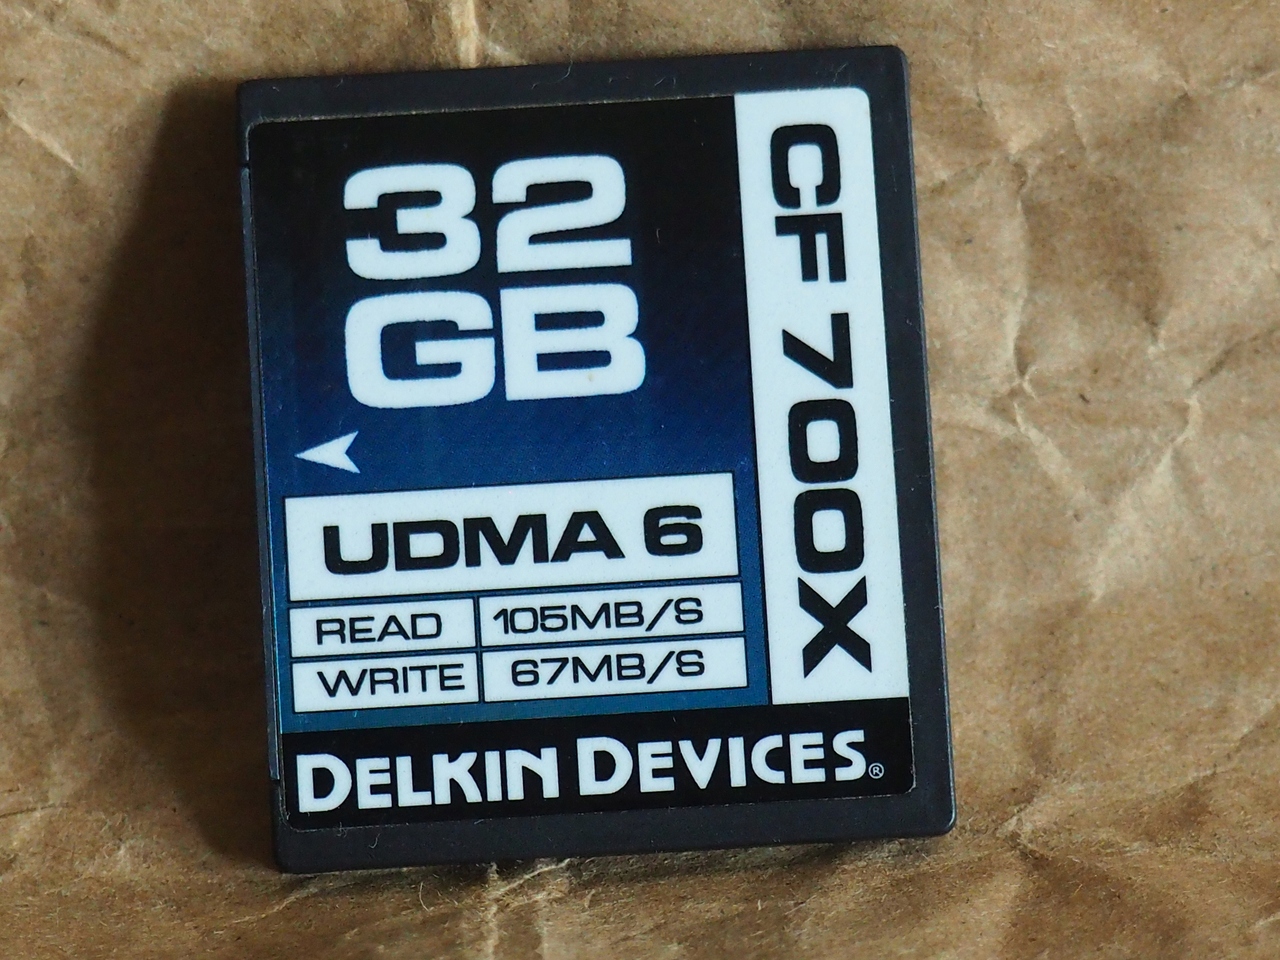 32
GB
CF 700X
UDMA 6
READ 105MB/S
WRITE 67MB/S
DELKIN DEVICES®